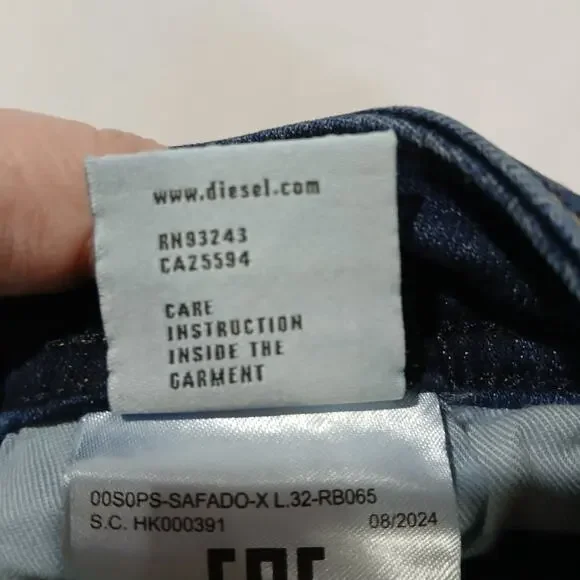 www.diesel.com
RN93243
CA25594
CARE
INSTRUCTION
INSIDE THE
GARMENT
00S0PS-SAFADO-X L.32-RB065
S.C. HK000391 08/2024